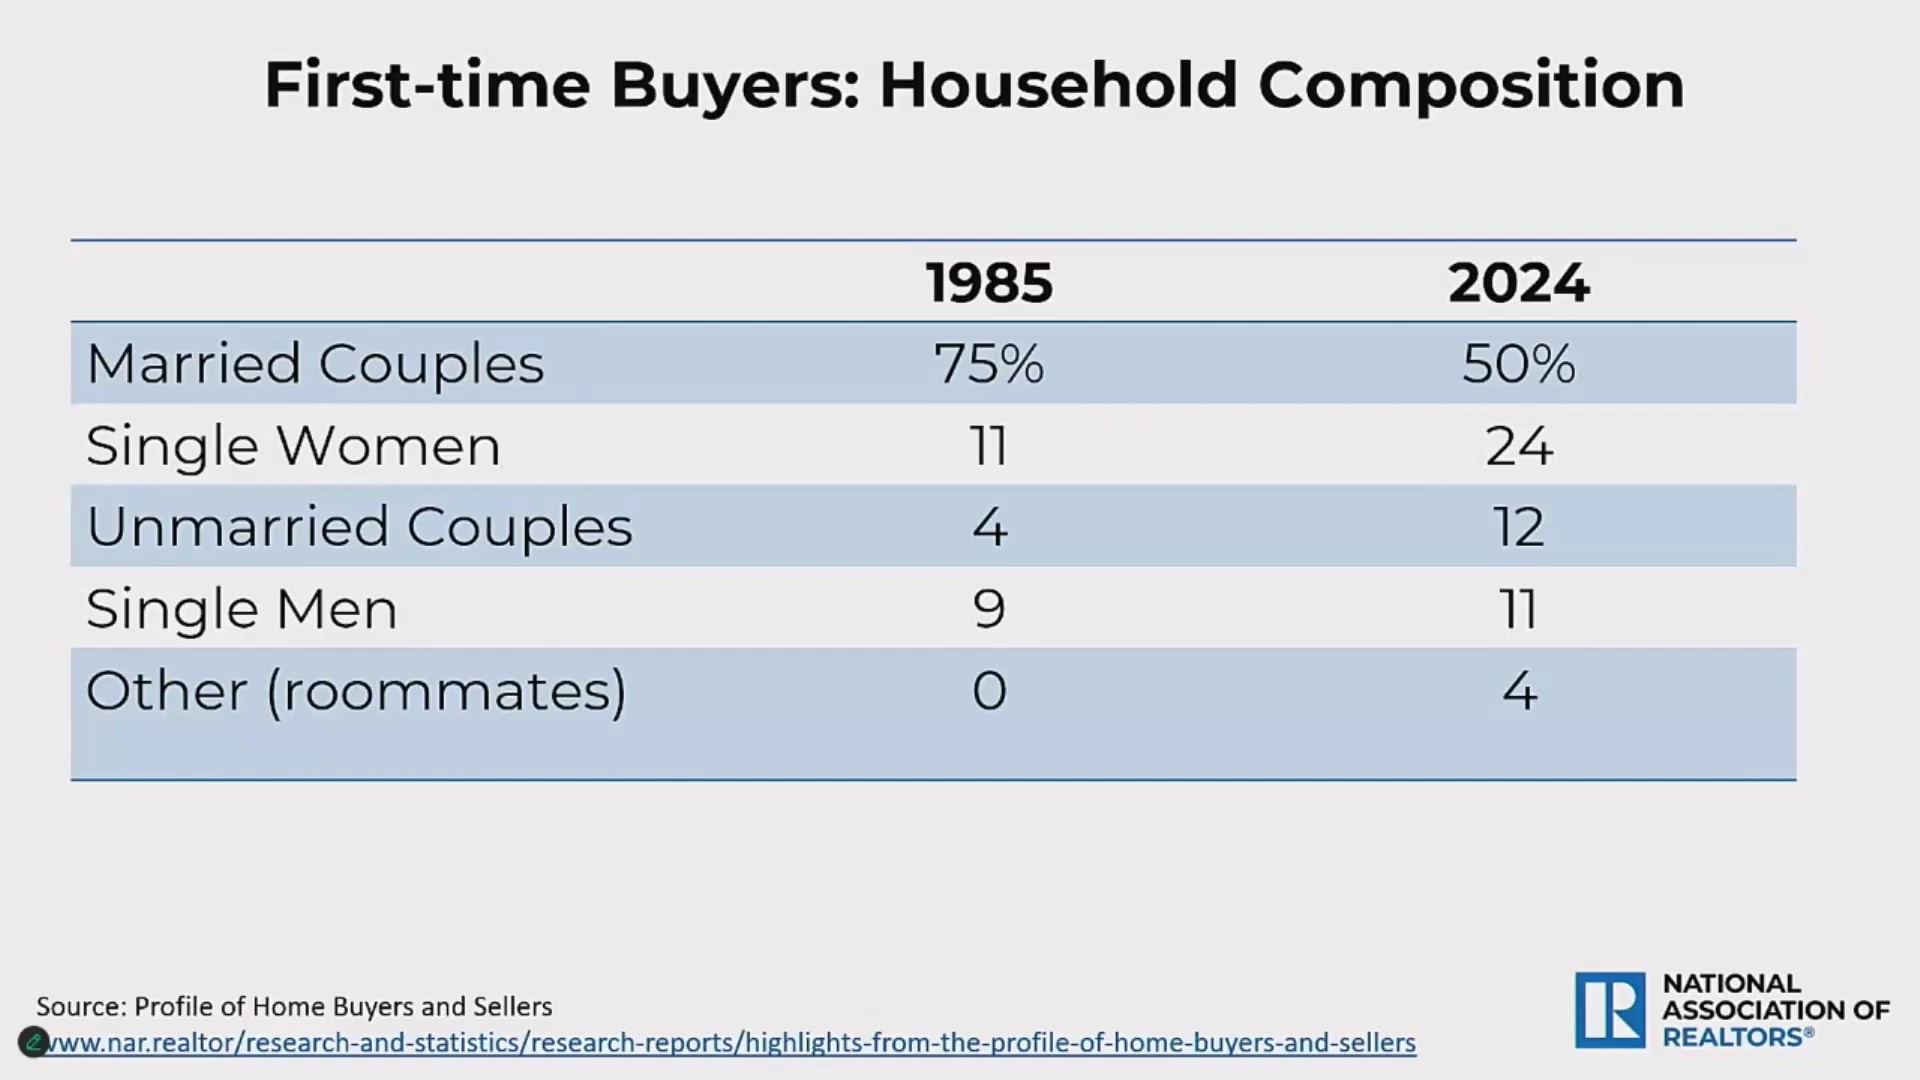 First-time Buyers: Household Composition
1985 2024
Married Couples 75% 50%
Single Women 11 24
Unmarried Couples 4 12
Single Men 9 11
Other (roommates) 0 4
Source: Profile of Home Buyers and Sellers
www.nar.realtor/research-and-statistics/research-reports/highlights-from-the-profile-of-home-buyers-and-sellers
NATIONAL
ASSOCIATION OF
REALTORS®